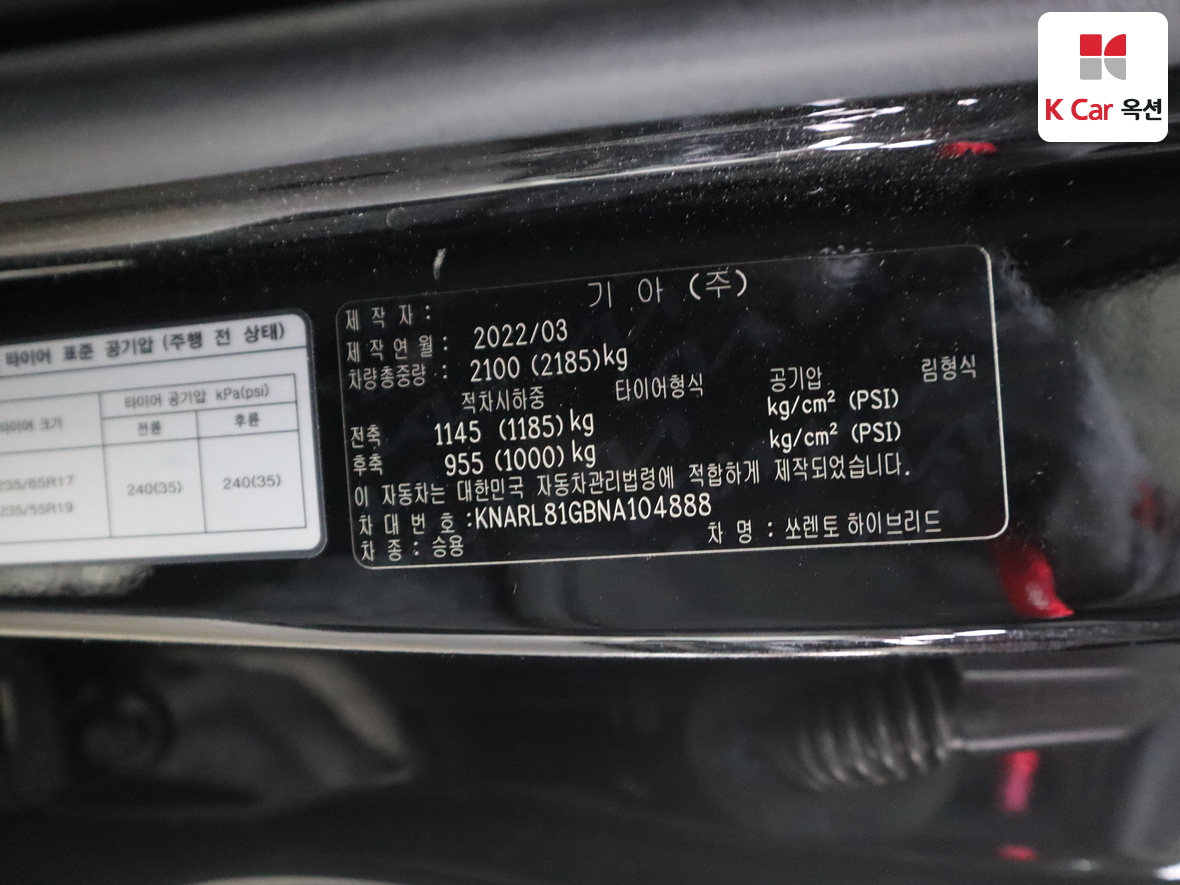 K Car 옥션
타이어 표준 공기압 (주행 전 상태)
타이어 크기 타이어 공기압 kPa(psi)
전륜 후륜
235/65R17
235/55R19
240(35) 240(35)
제 작 자 : 기 아 (주)
제 작 연 월 : 2022/03
차량총중량 : 2100 (2185)kg
적차시하중 타이어형식 공기압 림형식
전축 1145 (1185) kg kg/cm² (PSI)
후축 955 (1000) kg kg/cm² (PSI)
이 자동차는 대한민국 자동차관리법령에 적합하게 제작되었습니다.
차 대 번 호 :KNARL81GBNA104888
차 종 : 승용 차 명 : 쏘렌토 하이브리드